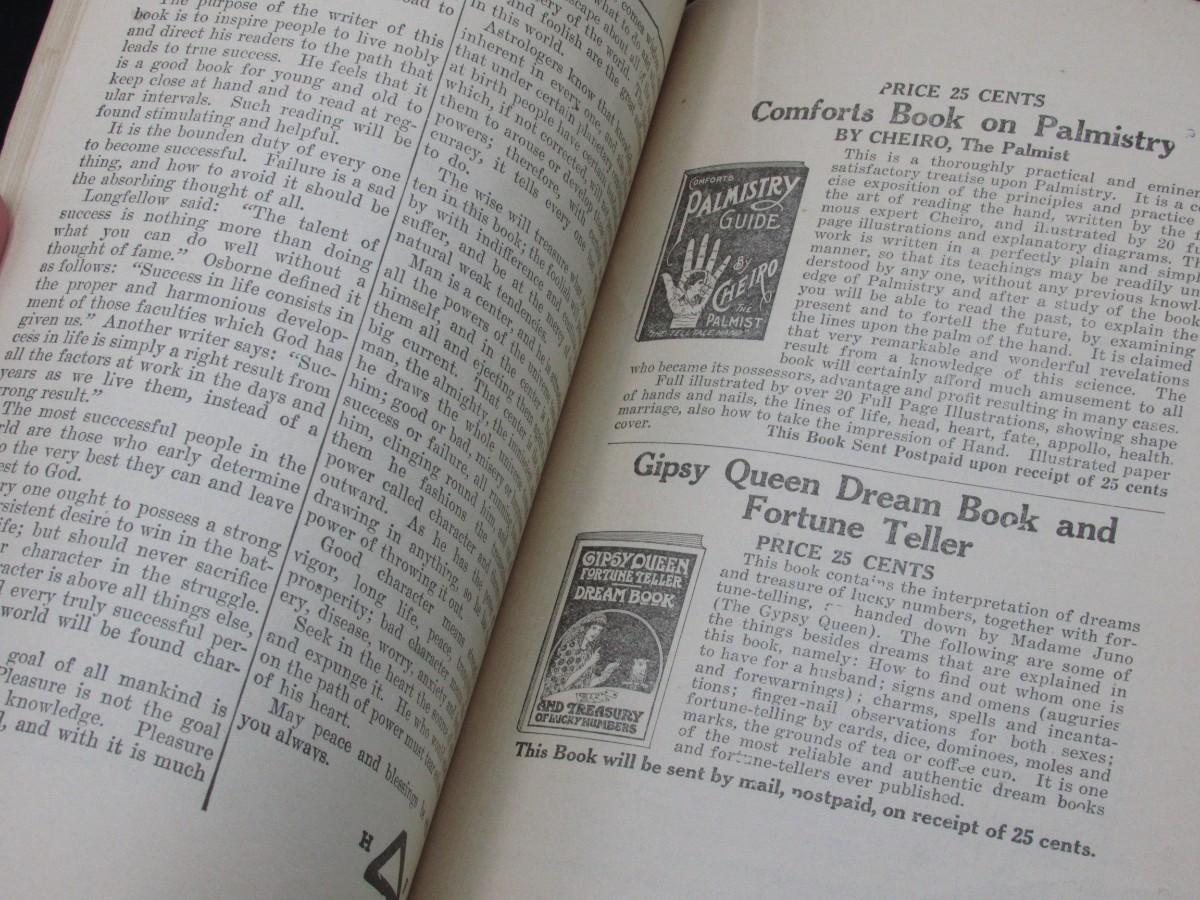 The purpose of the writer of this
book is to inspire people to live nobly
and direct his readers to the path that
leads to true success. He feels that it
is a good book for young and old to
keep close at hand and to read at reg-
ular intervals. Such reading will be
found stimulating and helpful.
It is the bounden duty of every one
to become successful. Failure is a sad
thing, and how to avoid it should be
the absorbing thought of all.
Longfellow said: "The talent of
success is nothing more than doing
what you can do well without a
thought of fame." Osborne defined it
as follows: "Success in life consists in
the proper and harmonious develop-
ment of those faculties which God has
given us." Another writer says: "Suc-
cess in life is simply a right result from
all the factors at work in the days and
years as we live them, instead of a
rong result."
The most succcessful people in the
rld are those who early determine
o the very best they can and leave
est to God.
ry one ought to possess a strong
sistent desire to win in the bat-
ife; but should never sacrifice
r character in the struggle.
racter is above all things else,
d every truly successful per-
world will be found char-
goal of all mankind is
Pleasure is not the goal
knowledge. Pleasure
, and with it is much
in this world.
Astrologers know that
inherent in every one, and
that under certain planetary
at birth people have certain
which, if not corrected, will
them to arouse or develop
powers; therefore, with
curacy, it tells every one
to do.
The wise will treasure
ten in this book; the foolish
by with indifference, and
suffer, and be at the mercy of
natural weak tendencies.
Man is a center, and he
all the powers of the universe
himself, and in the
them all and ejecting them
big current. That center
man, the almighty, the
he draws the whole universe
him; good or bad, misery or
success or failure, all
him, clinging round him,
them he fashions the
power called character and
outward. As he has the
drawing in anything, so he
power of throwing it out
Good character means
vigor, long life, peace,
prosperity; bad character
ery, disease, worry, anxiety and
Seek in the heart the
and expunge it. He who would
on the path of power must tear
of his heart.
May peace and blessings be
you always.
H
PRICE 25 CENTS
Comforts Book on Palmistry
BY CHEIRO, The Palmist
COMFORTS
PALMISTRY
GUIDE
BY
CHEIRO
THE
PALMIST
"THE TELL TALE HAND"
This is a thoroughly practical and eminen
satisfactory treatise upon Palmistry. It is a co
cise exposition of the principles and practice
the art of reading the hand, written by the f
mous expert Cheiro, and illustrated by 20 fu
page illustrations and explanatory diagrams. Th
work is written in a perfectly plain and simp
manner, so that its teachings may be readily un
derstood by any one, without any previous knowl
edge of Palmistry and after a study of the book
you will be able to read the past, to explain the
present and to fortell the future, by examining
the lines upon the palm of the hand. It is claimed
that very remarkable and wonderful revelations
result from a knowledge of this science. The
book will certainly afford much amusement to all
who became its possessors, advantage and profit resulting in many cases.
Full illustrated by over 20 Full Page Illustrations, showing shape
of hands and nails, the lines of life, head, heart, fate, appollo, health.
marriage, also how to take the impression of Hand. Illustrated paper
cover.
This Book Sent Postpaid upon receipt of 25 cents
Gipsy Queen Dream Book and
Fortune Teller
PRICE 25 CENTS
GIPSY QUEEN
FORTUNE TELLER
DREAM BOOK
AND TREASURY
OF LUCKY NUMBERS
This book contains the interpretation of dreams
and treasure of lucky numbers, together with for-
tune-telling, handed down by Madame Juno
(The Gypsy Queen). The following are some of
the things besides dreams that are explained in
this book, namely: How to find out whom one is
to have for a husband; signs and omens (auguries
and forewarnings); charms, spells and incanta-
tions; finger-nail observations for both sexes;
fortune-telling by cards, dice, dominoes, moles and
marks, the grounds of tea or coffee cup. It is one
of the most reliable and authentic dream books
and fortune-tellers ever published.
This Book will be sent by mail, postpaid, on receipt of 25 cents.